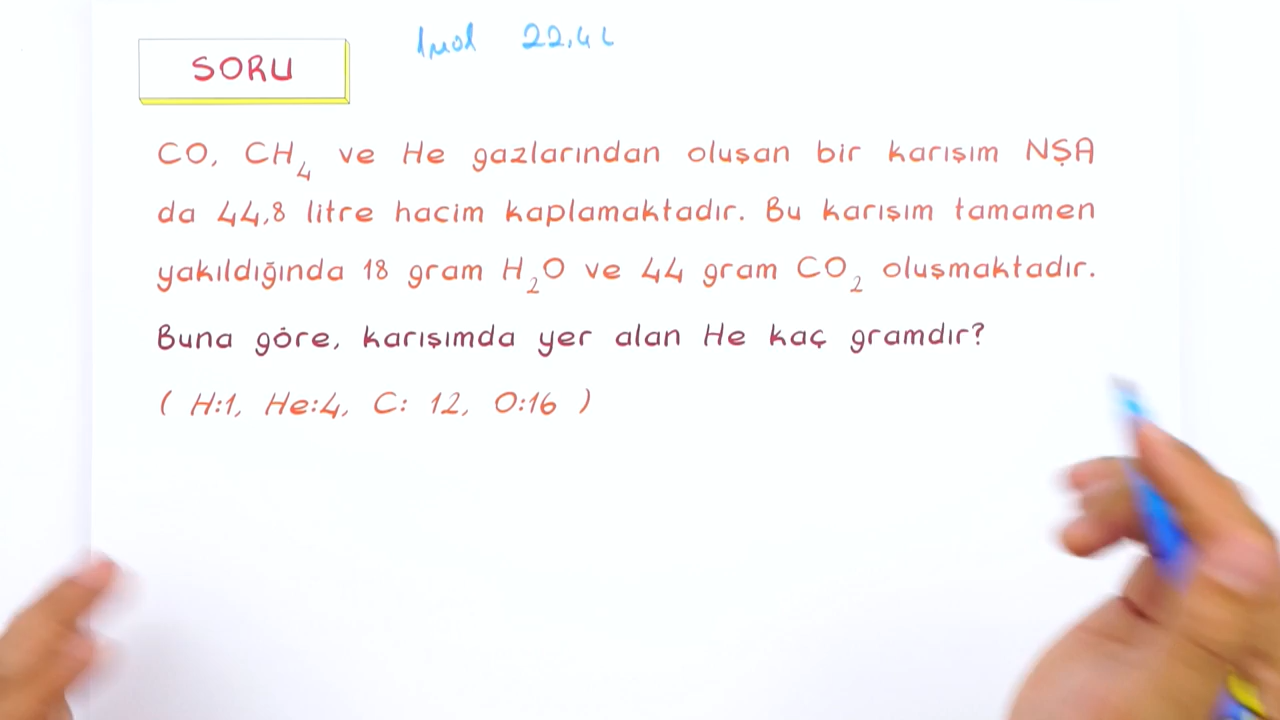 1mol 22,4 L
SORU
CO, CH4 ve He gazlarından oluşan bir karışım NŞA
da 44,8 litre hacim kaplamaktadır. Bu karışım tamamen
yakıldığında 18 gram H2O ve 44 gram CO2 oluşmaktadır.
Buna göre, karışımda yer alan He kaç gramdır?
( H:1, He:4, C: 12, O:16 )